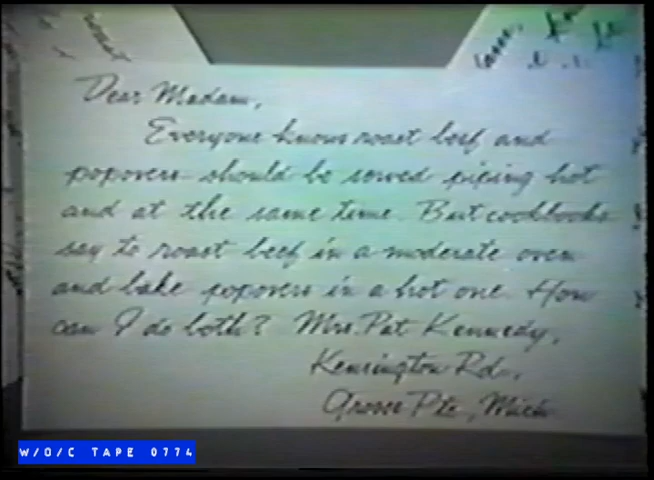 Dear Madam,
Everyone knows roast beef and
popovers should be served piping hot
and at the same time. But cookbooks
say to roast beef in a moderate oven
and bake popovers in a hot one. How
can I do both? Mrs. Pat Kennedy,
Kensington Rd.,
Grosse Pte., Mich.
W/O/C TAPE 0774